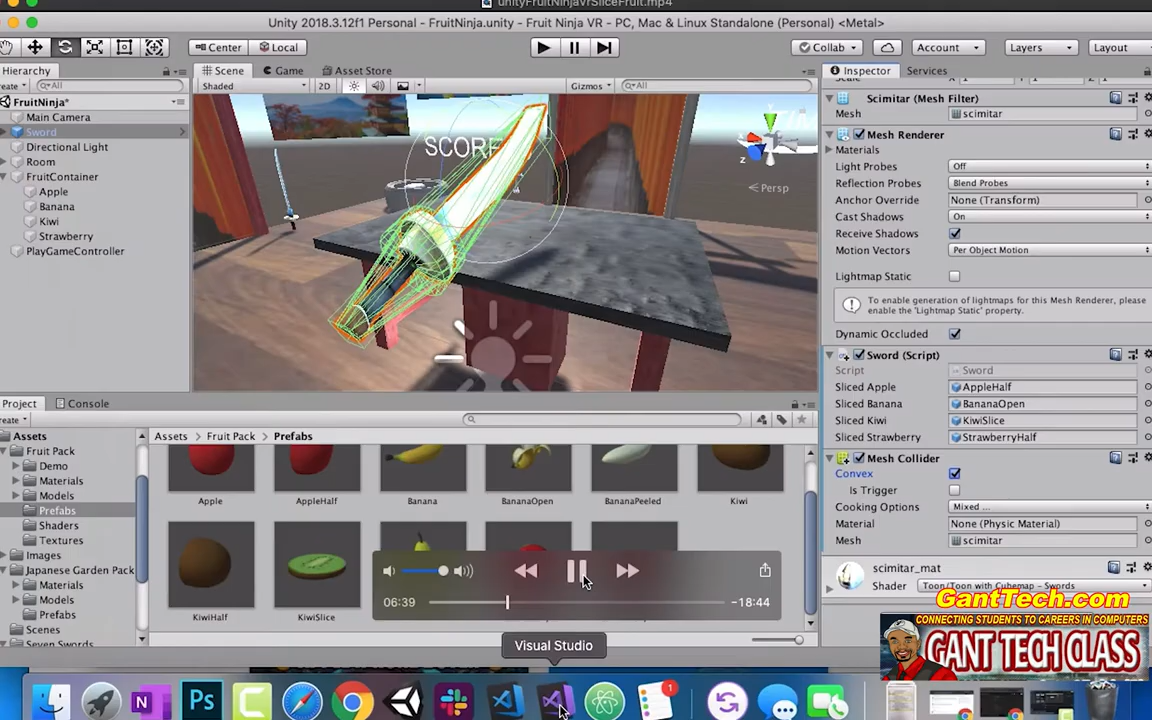 unityFruitNinjaVrSliceFruit.mp4
Unity 2018.3.12f1 Personal - FruitNinja.unity - Fruit Ninja VR - PC, Mac & Linux Standalone (Personal) <Metal>
Center
Local
Collab
Account
Layers
Layout
Hierarchy
Scene
Game
Asset Store
Inspector
Services
All
Shaded
2D
Gizmos
All
FruitNinja*
Main Camera
Sword
Directional Light
Room
FruitContainer
Apple
Banana
Kiwi
Strawberry
PlayGameController
SCORE
y
z
Persp
Scimitar (Mesh Filter)
Mesh
scimitar
Mesh Renderer
Materials
Light Probes
Off
Reflection Probes
Blend Probes
Anchor Override
None (Transform)
Cast Shadows
On
Receive Shadows
Motion Vectors
Per Object Motion
Lightmap Static
To enable generation of lightmaps for this Mesh Renderer, please
enable the 'Lightmap Static' property.
Dynamic Occluded
Sword (Script)
Script
Sword
Sliced Apple
AppleHalf
Sliced Banana
BananaOpen
Sliced Kiwi
KiwiSlice
Sliced Strawberry
StrawberryHalf
Mesh Collider
Convex
Is Trigger
Cooking Options
Mixed ...
Material
None (Physic Material)
Mesh
scimitar
scimitar_mat
Shader
Toon/Toon with Cubemap - Swords
Project
Console
Assets
Fruit Pack
Demo
Materials
Models
Prefabs
Shaders
Textures
Images
Japanese Garden Pack
Materials
Models
Prefabs
Scenes
Seven Swords
Assets
Fruit Pack
Prefabs
Apple
AppleHalf
Banana
BananaOpen
BananaPeeled
Kiwi
KiwiHalf
KiwiSlice
06:39
-18:44
Visual Studio
N
Ps
C
1
GantTech.com
CONNECTING STUDENTS TO CAREERS IN COMPUTERS
GANT TECH CLASS